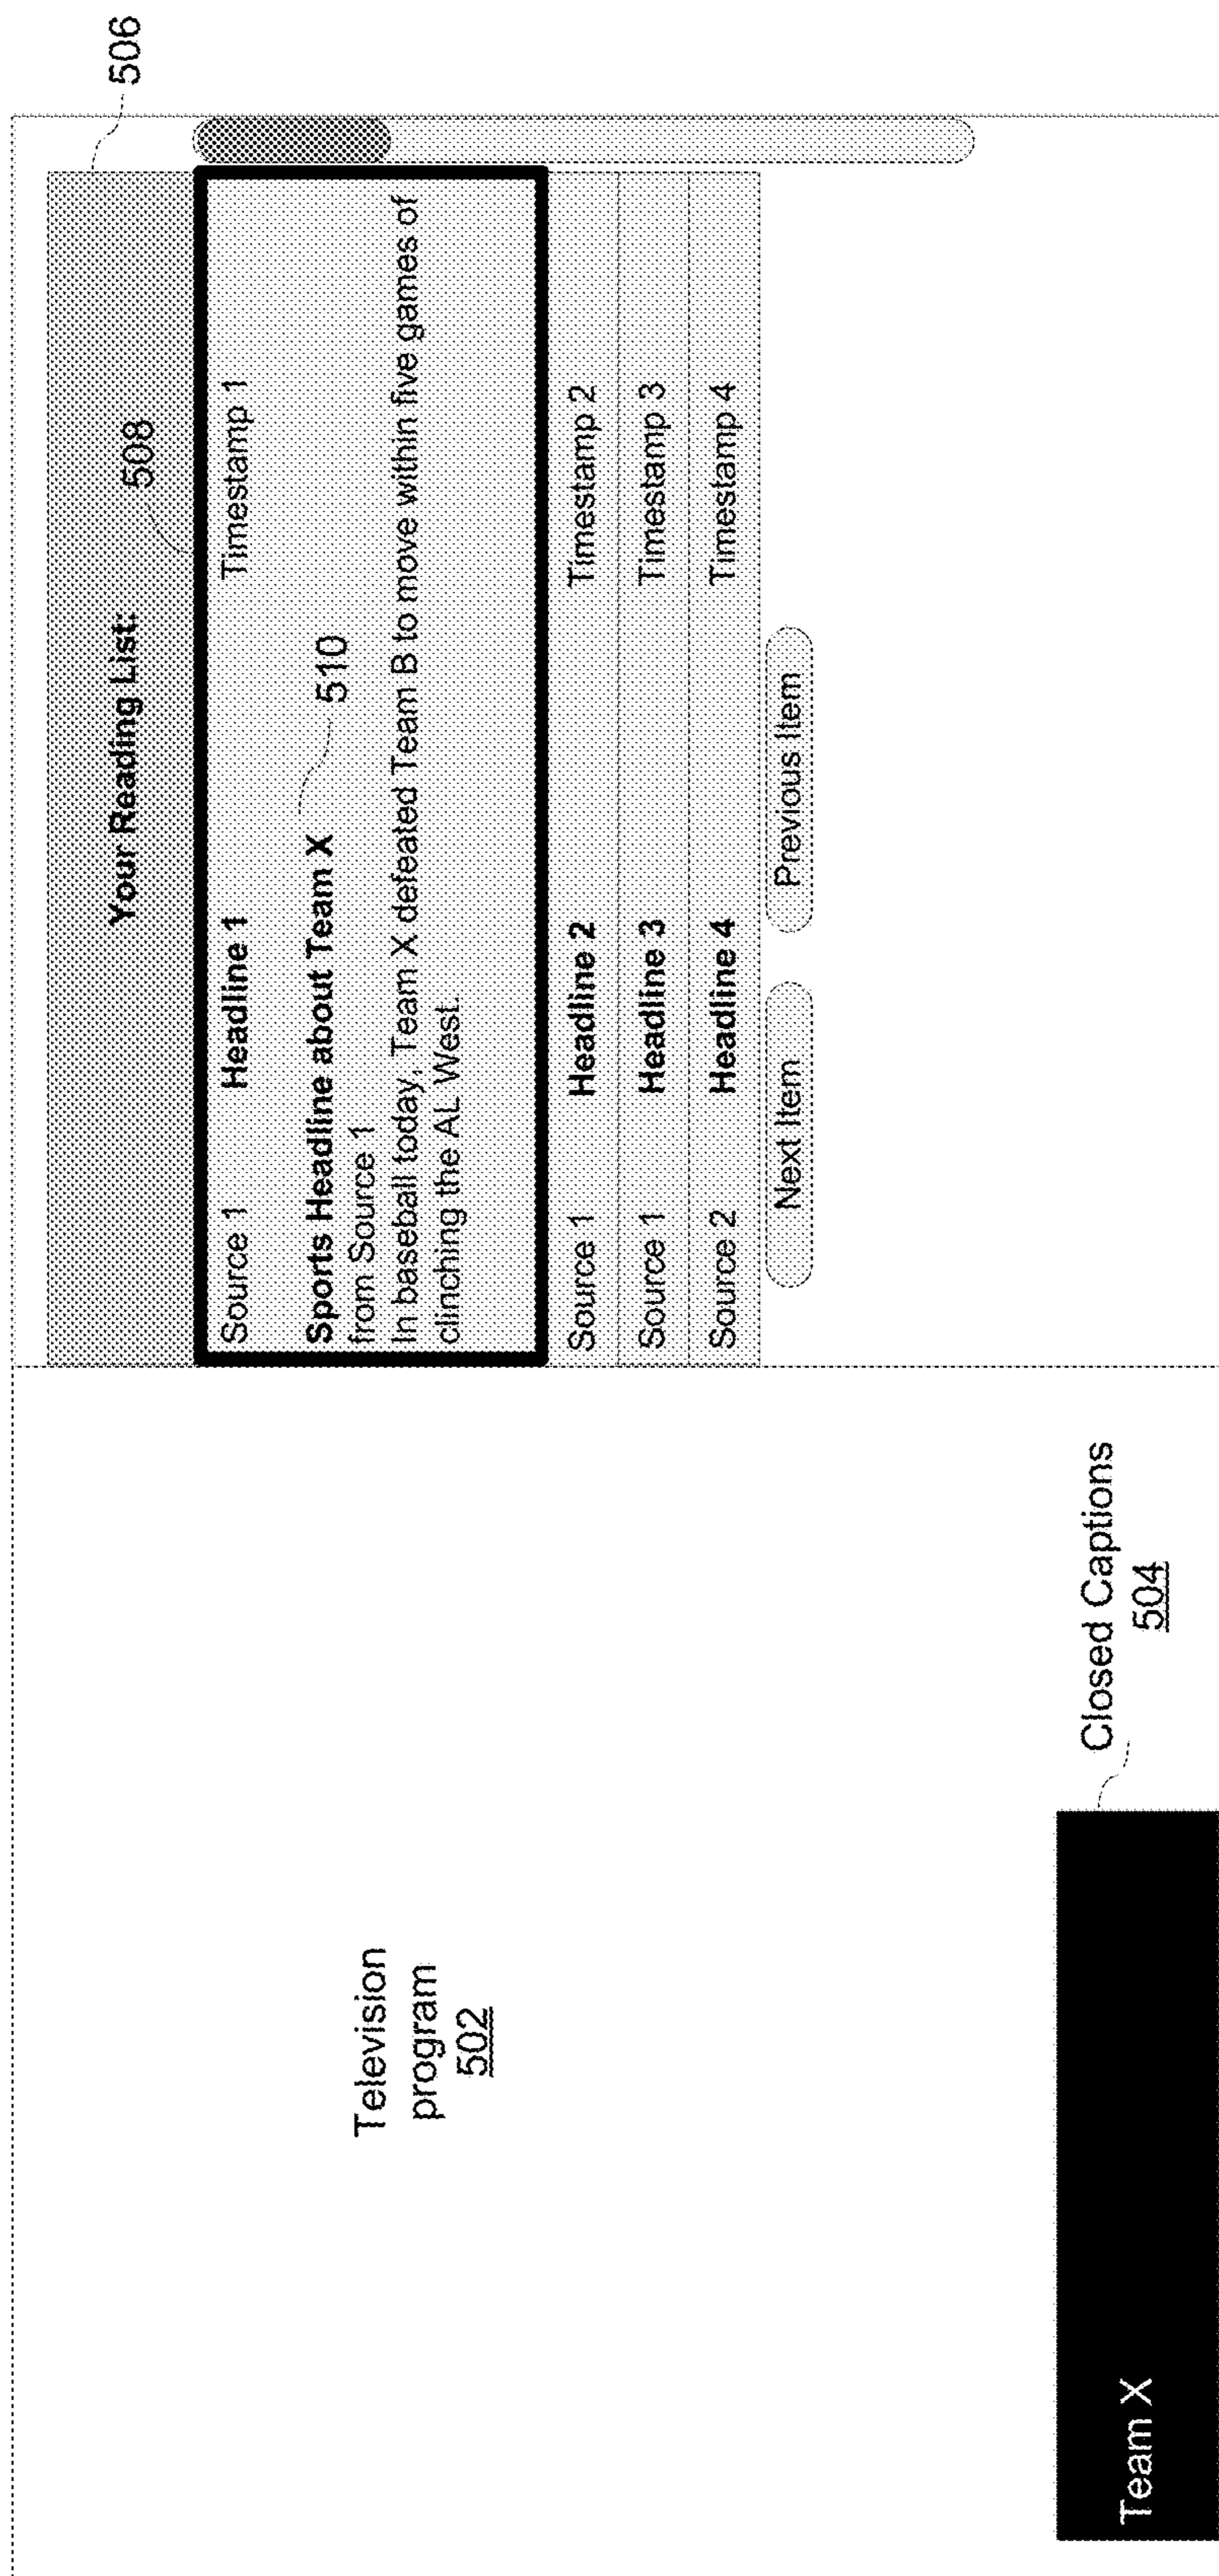 Television
program
502
Team X
Closed Captions
504
506
Your Reading List:
508
Source 1 Headline 1 Timestamp 1
Sports Headline about Team X
510
from Source 1
In baseball today, Team X defeated Team B to move within five games of
clinching the AL West.
Source 1 Headline 2 Timestamp 2
Source 1 Headline 3 Timestamp 3
Source 2 Headline 4 Timestamp 4
Next Item Previous Item